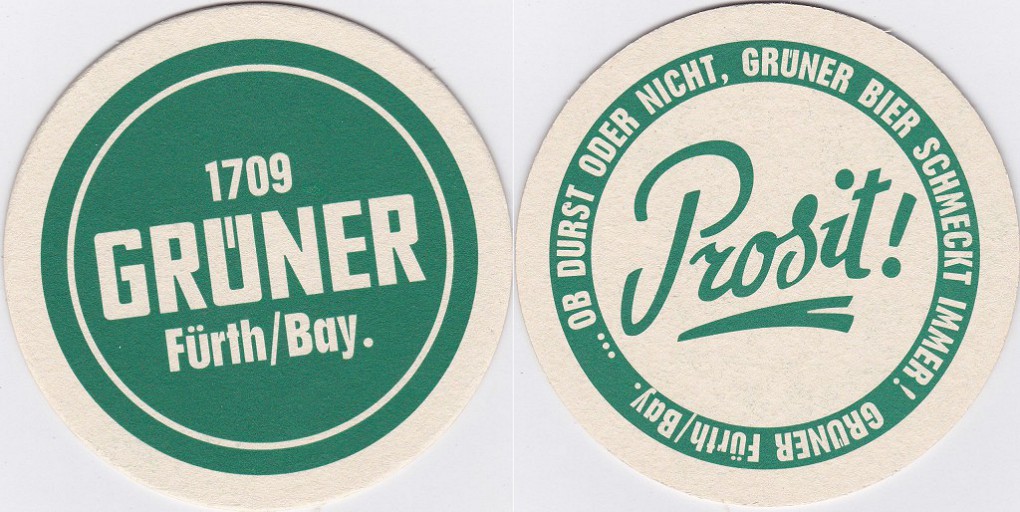 1709
GRÜNER
Fürth/Bay.
... OB DURST ODER NICHT, GRÜNER BIER SCHMECKT IMMER! GRÜNER Fürth/Bay.
Prosit!